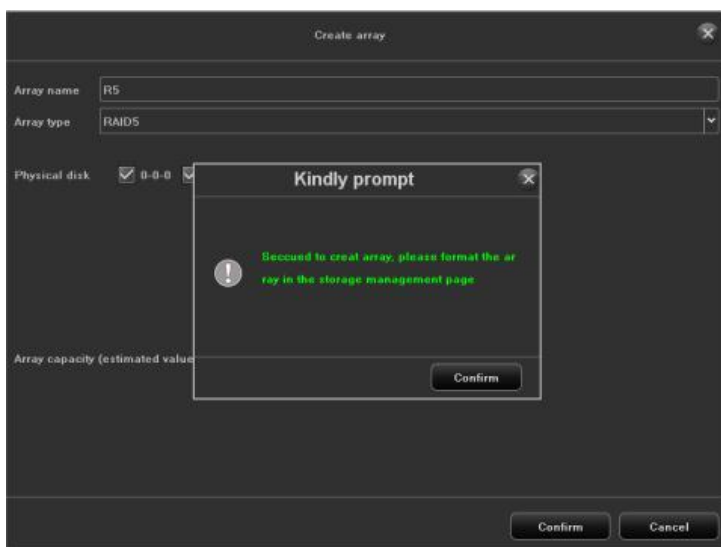 Create array
Array name R5
Array type RAID5
Physical disk 0-0-0
Kindly prompt
Seccued to creat array, please format the ar
ray in the storage management page
Array capacity (estimated value
Confirm
Confirm Cancel